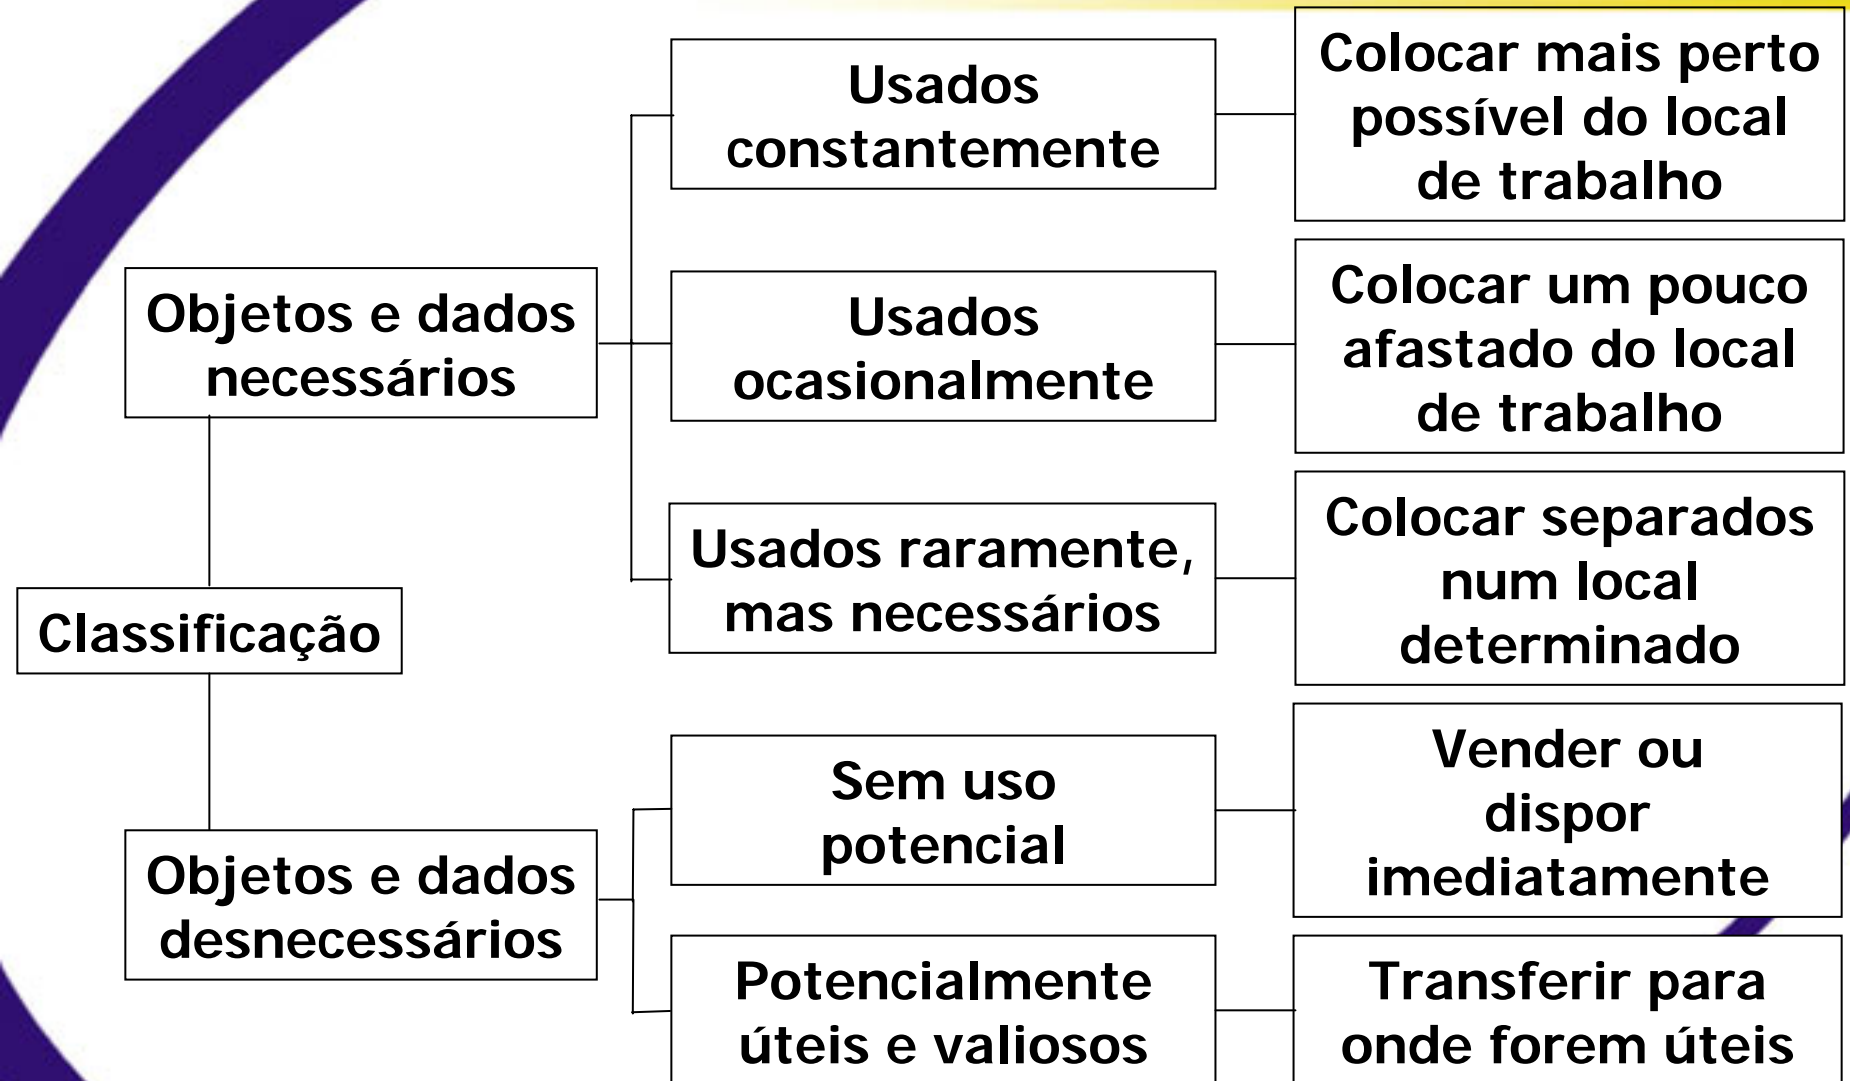 Usados
constantemente
Colocar mais perto
possível do local
de trabalho
Objetos e dados
necessários
Usados
ocasionalmente
Colocar um pouco
afastado do local
de trabalho
Usados raramente,
mas necessários
Colocar separados
num local
determinado
Classificação
Objetos e dados
desnecessários
Sem uso
potencial
Vender ou
dispor
imediatamente
Potencialmente
úteis e valiosos
Transferir para
onde forem úteis